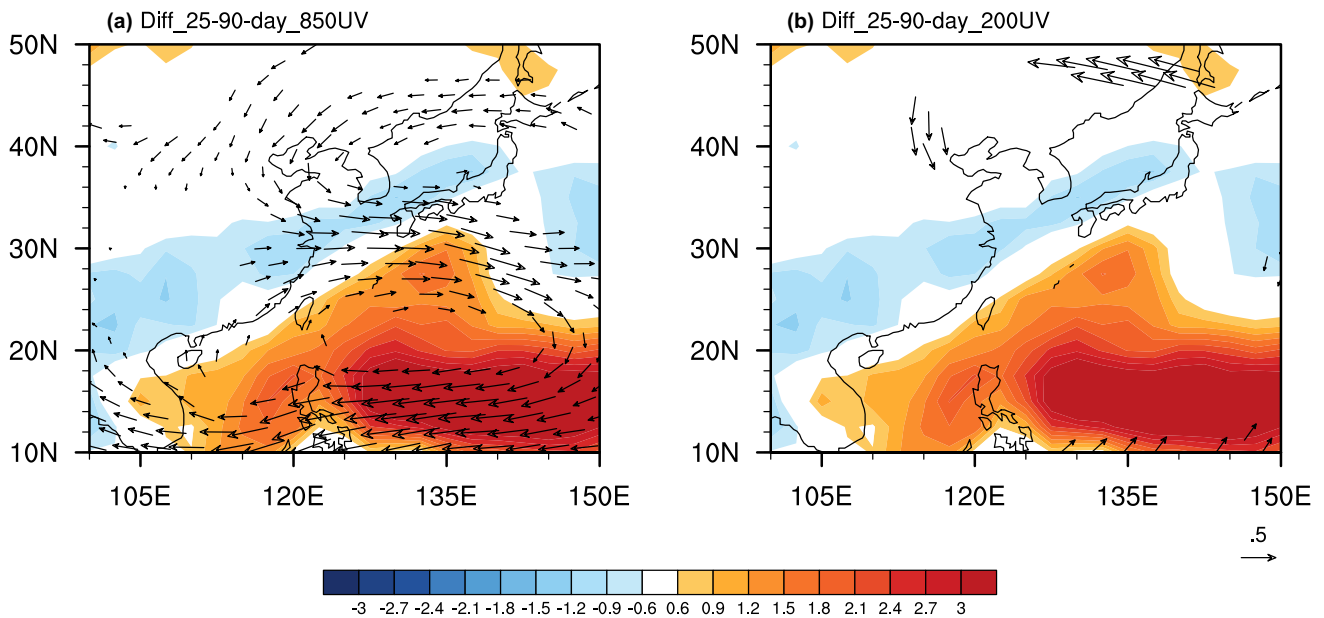 (a) Diff_25-90-day_850UV
50N
40N
30N
20N
10N
105E 120E 135E 150E
(b) Diff_25-90-day_200UV
50N
40N
30N
20N
10N
105E 120E 135E 150E
.5
-3 -2.7 -2.4 -2.1 -1.8 -1.5 -1.2 -0.9 -0.6 0.6 0.9 1.2 1.5 1.8 2.1 2.4 2.7 3